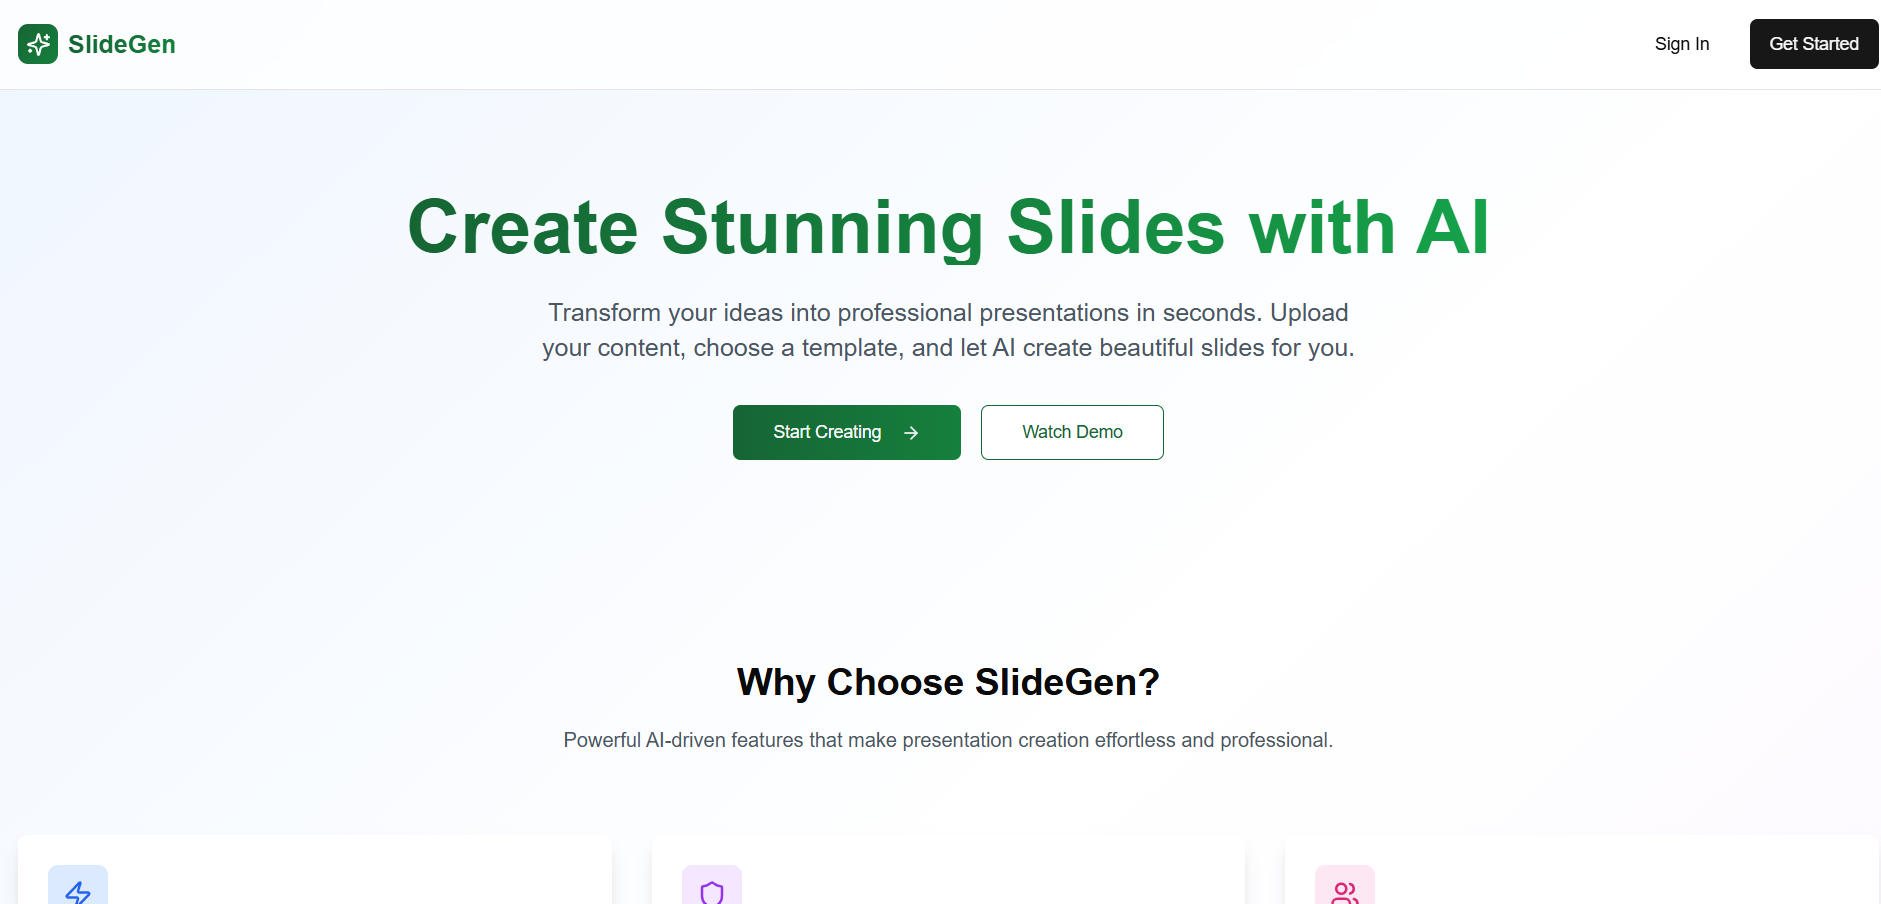 SlideGen
Sign In
Get Started
Create Stunning Slides with AI
Transform your ideas into professional presentations in seconds. Upload
your content, choose a template, and let AI create beautiful slides for you.
Start Creating
Watch Demo
Why Choose SlideGen?
Powerful AI-driven features that make presentation creation effortless and professional.